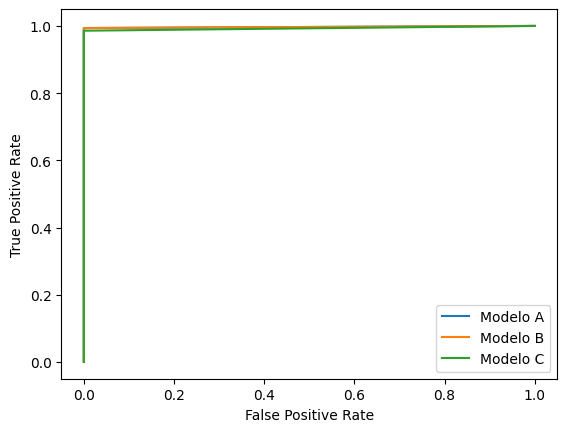 1.0
0.8
0.6
0.4
0.2
0.0
True Positive Rate
Modelo A
Modelo B
Modelo C
0.0 0.2 0.4 0.6 0.8 1.0
False Positive Rate